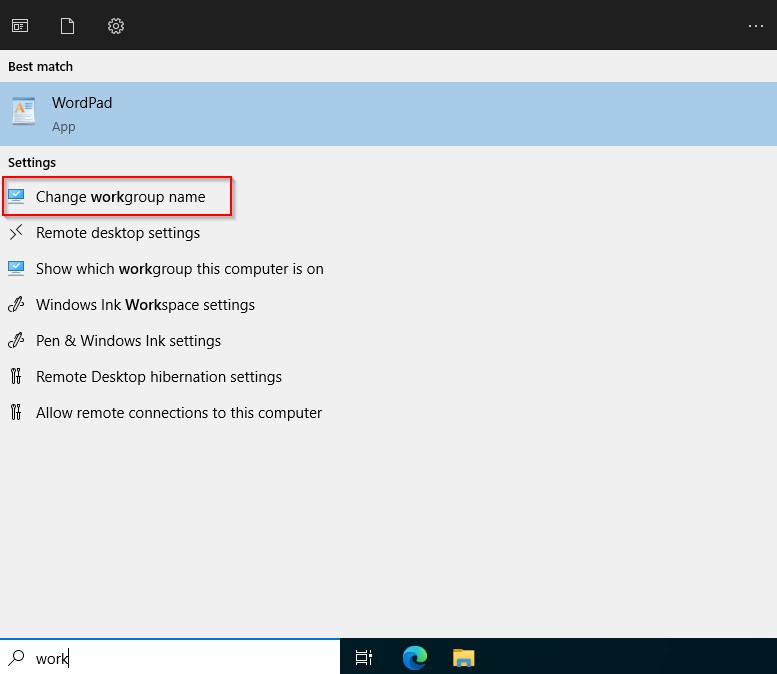 Best match
WordPad
App
Settings
Change workgroup name
Remote desktop settings
Show which workgroup this computer is on
Windows Ink Workspace settings
Pen & Windows Ink settings
Remote Desktop hibernation settings
Allow remote connections to this computer
work